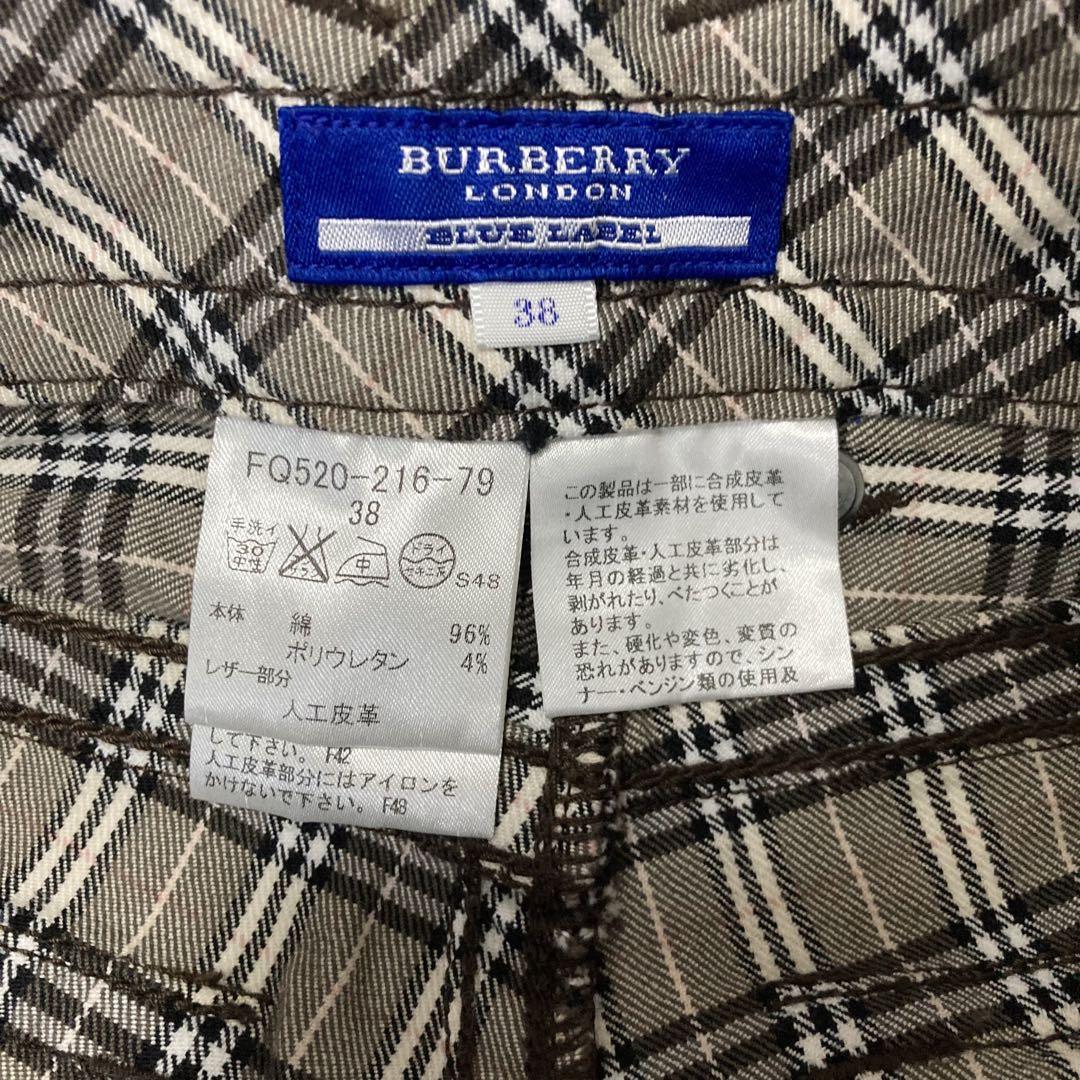 BURBERRY
LONDON
BLUE LABEL
38
FQ520-216-79
38
手洗イ
30
中性
ドライ
セキユ系
S48
本体 綿 96%
ポリウレタン 4%
レザー部分
人工皮革
して下さい。 F42
人工皮革部分にはアイロンを
かけないで下さい。 F48
この製品は一部に合成皮革
・人工皮革素材を使用して
います。
合成皮革・人工皮革部分は
年月の経過と共に劣化し、
剥がれたり、べたつくことが
あります。
また、硬化や変色、変質の
恐れがありますので、シン
ナー・ベンジン類の使用及